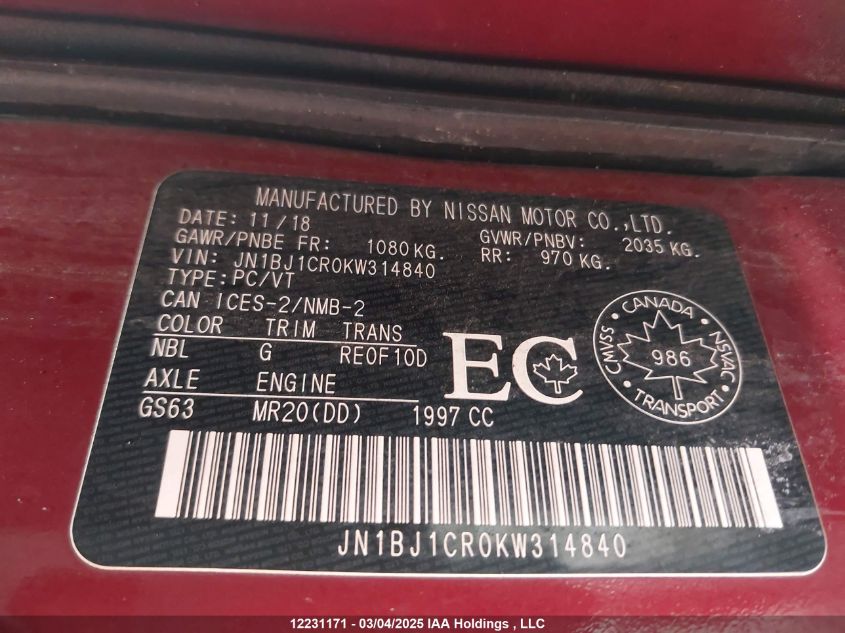 MANUFACTURED BY NISSAN MOTOR CO.,LTD.
DATE: 11/18
GAWR/PNBE FR: 1080 KG. GVWR/PNBV: 2035 KG.
VIN: JN1BJ1CR0KW314840 RR: 970 KG.
TYPE:PC/VT
CAN ICES-2/NMB-2
COLOR TRIM TRANS
NBL G RE0F10D
AXLE ENGINE
GS63 MR20(DD) 1997 CC
EC
CANADA
CMVSS 986 NSVAC
TRANSPORT
JN1BJ1CR0KW314840
12231171 - 03/04/2025 IAA Holdings , LLC